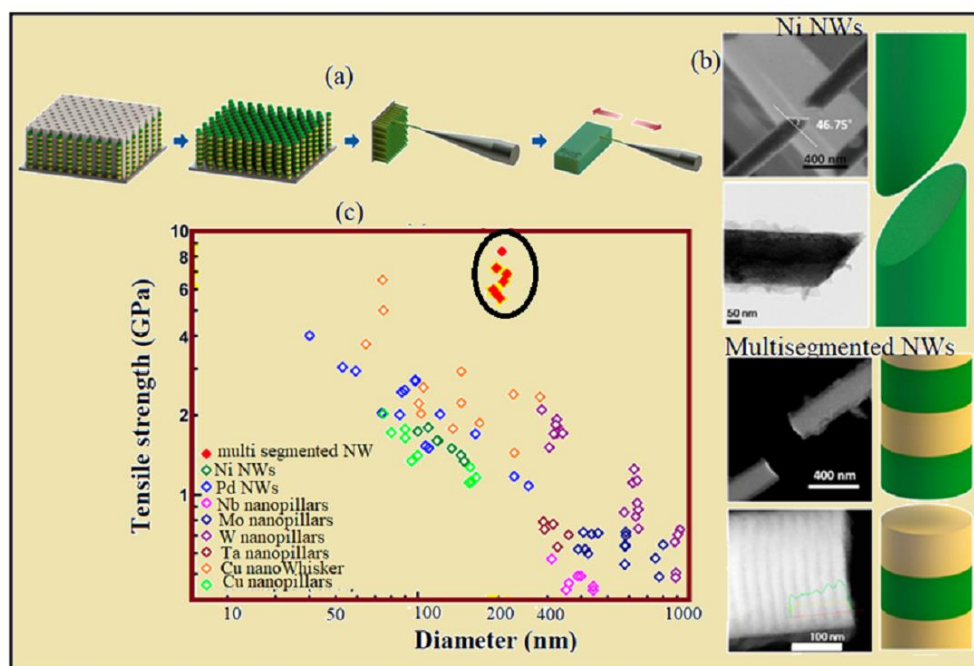 (a)
(b)
Ni NWs
46.75°
400 nm
50 nm
Multisegmented NWs
400 nm
100 nm
(c)
Tensile strength (GPa)
10
8
6
4
2
1
multi segmented NW
Ni NWs
Pd NWs
Nb nanopillars
Mo nanopillars
W nanopillars
Ta nanopillars
Cu nanoWhisker
Cu nanopillars
10 50 100 200 400 1000
Diameter (nm)